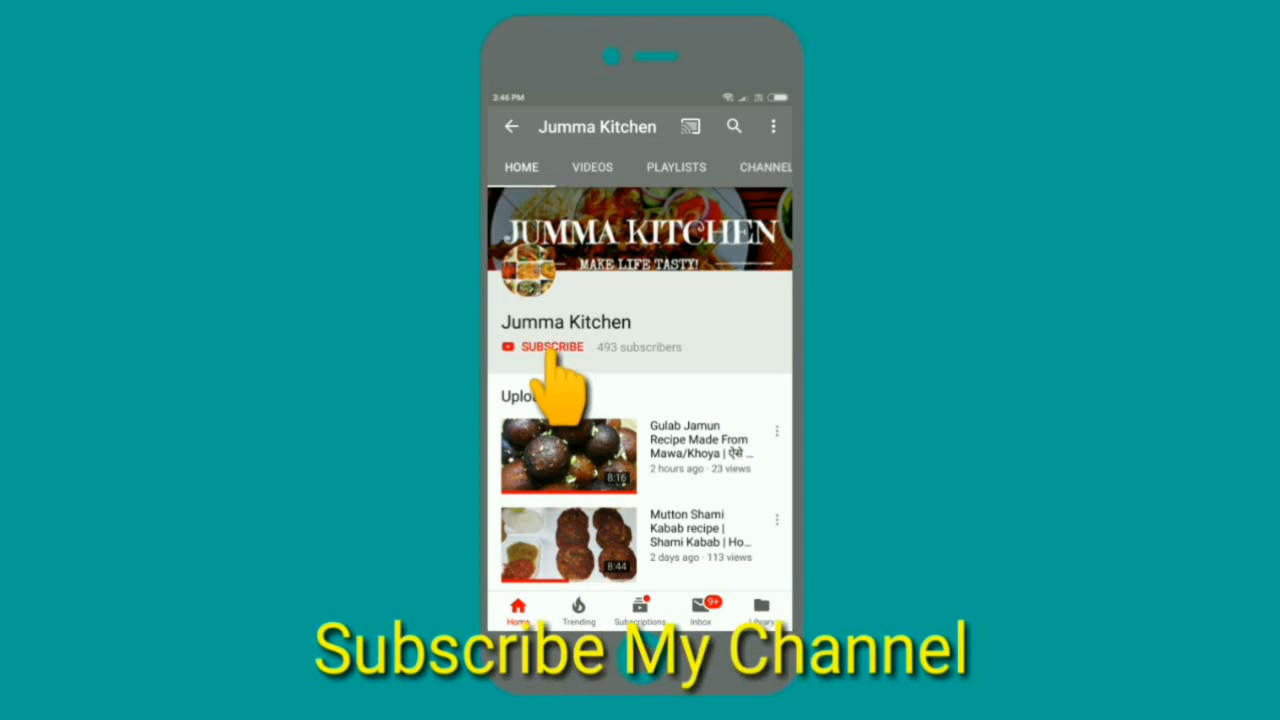 3:46 PM
Jumma Kitchen
HOME VIDEOS PLAYLISTS CHANNEL
JUMMA KITCHEN
MAKE LIFE TASTY!
Jumma Kitchen
SUBSCRIBE 493 subscribers
Uplo
Gulab Jamun
Recipe Made From
Mawa/Khoya | ऐसे ...
2 hours ago · 23 views
8:16
Mutton Shami
Kabab recipe |
Shami Kabab | Ho...
2 days ago · 113 views
8:44
9+
Home Trending Subscriptions Inbox Library
Subscribe My Channel